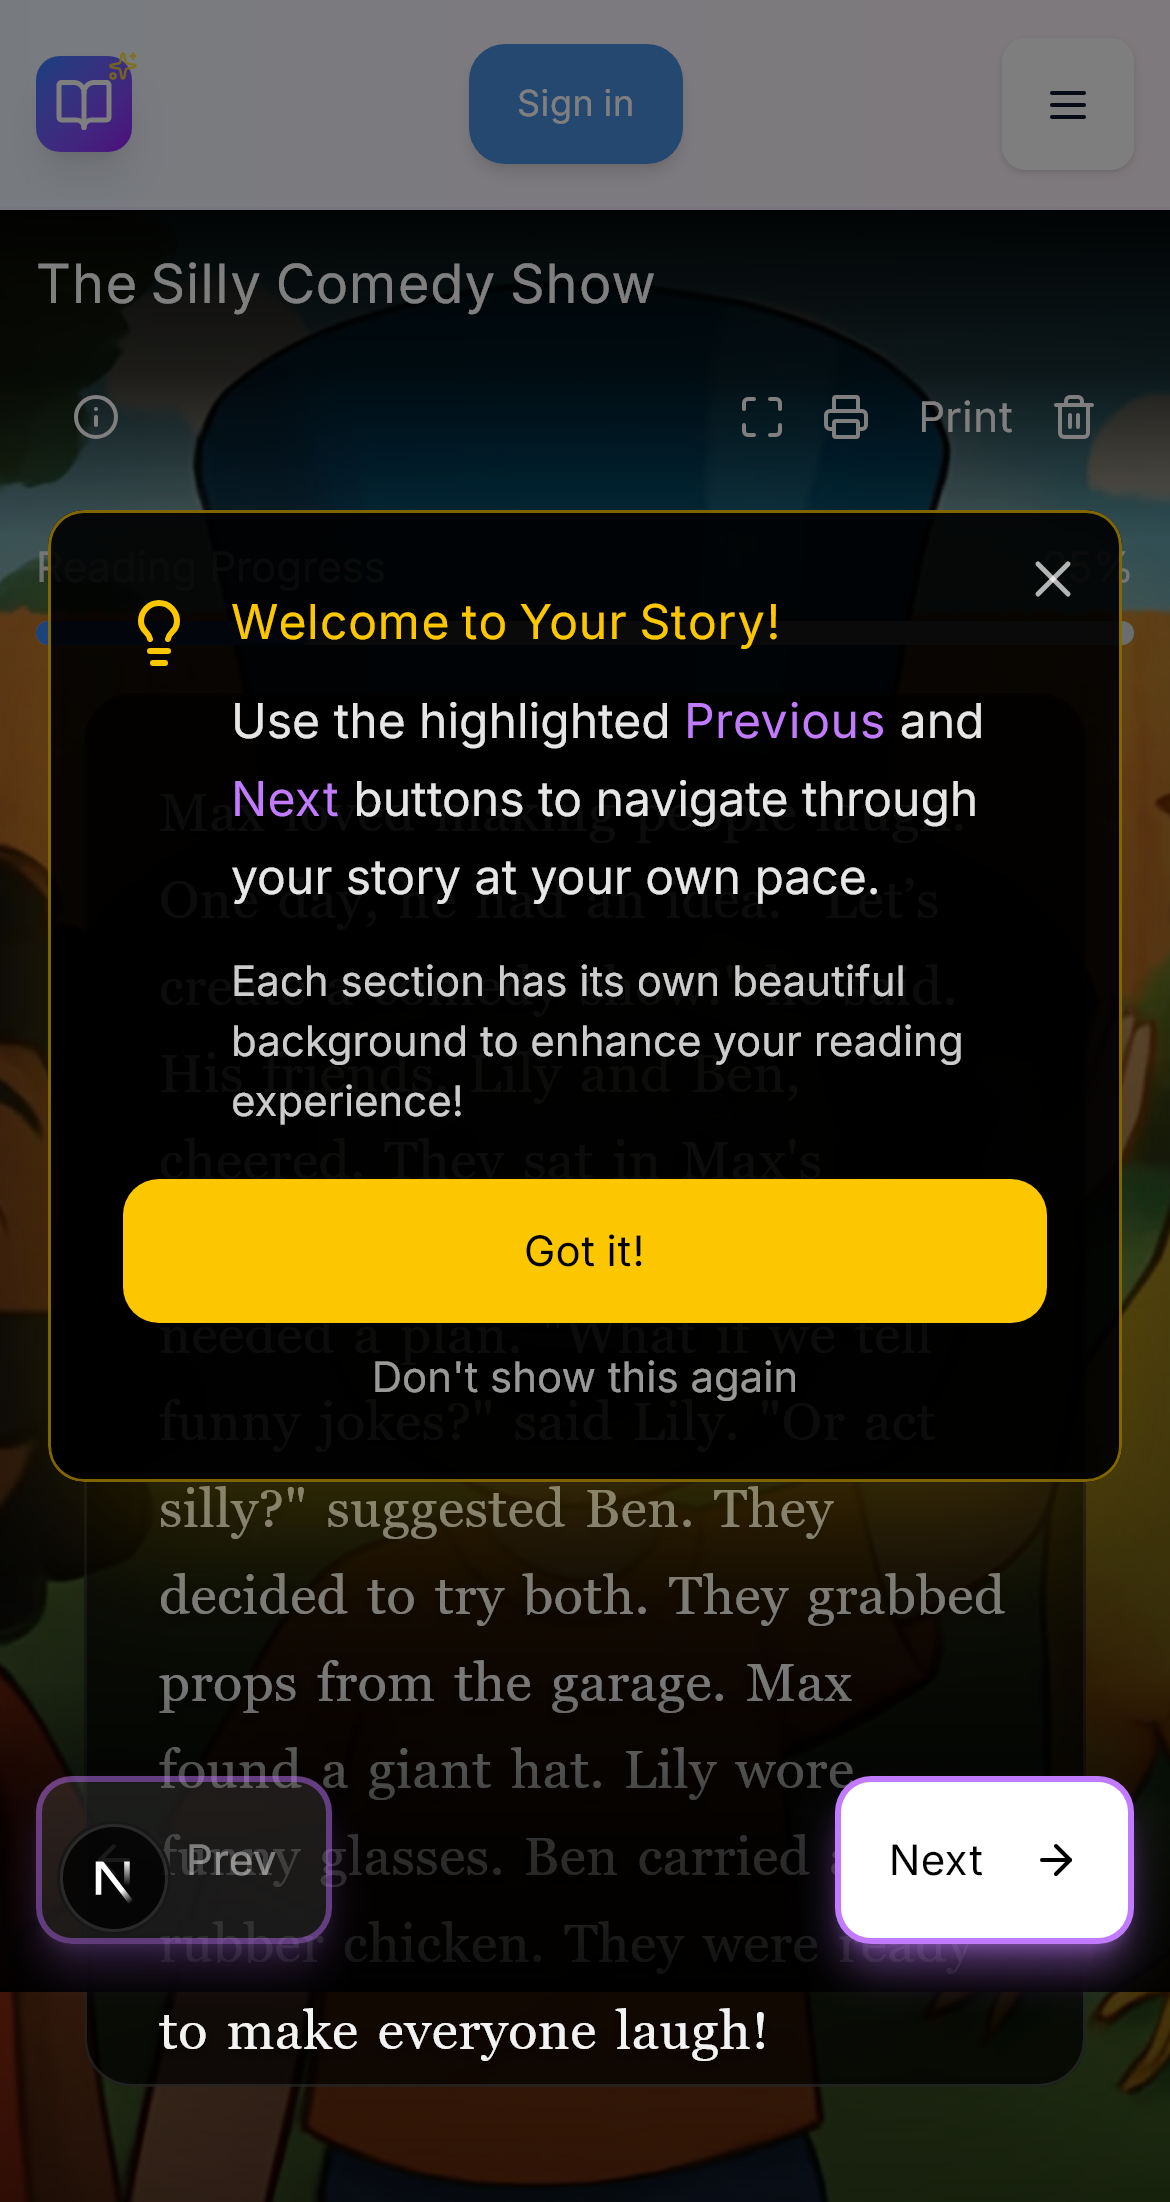 Sign in
The Silly Comedy Show
Print
Reading Progress
Welcome to Your Story!
Use the highlighted Previous and
Next buttons to navigate through
your story at your own pace.
Max loved making people laugh.
One day, he had an idea. "Let's
create a comedy show!" he said.
His friends, Lily and Ben,
cheered. They sat in Max's
Each section has its own beautiful
background to enhance your reading
experience!
Got it!
needed a plan. "What if we tell
Don't show this again
funny jokes?" said Lily. "Or act
silly?" suggested Ben. They
decided to try both. They grabbed
props from the garage. Max
found a giant hat. Lily wore
funny glasses. Ben carried a
rubber chicken. They were ready
to make everyone laugh!
Prev
N
Next